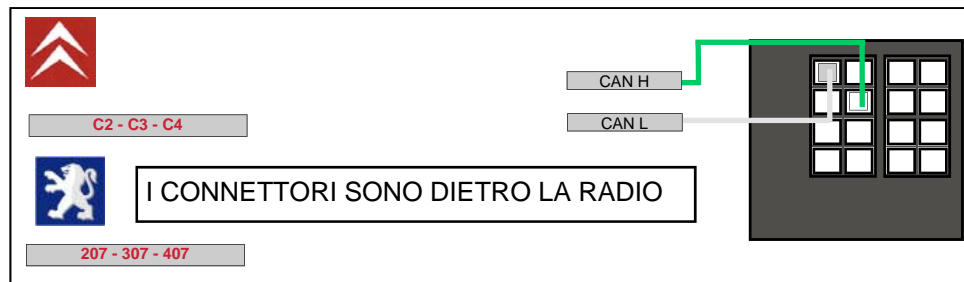 CAN H
C2 - C3 - C4
CAN L
I CONNETTORI SONO DIETRO LA RADIO
207 - 307 - 407